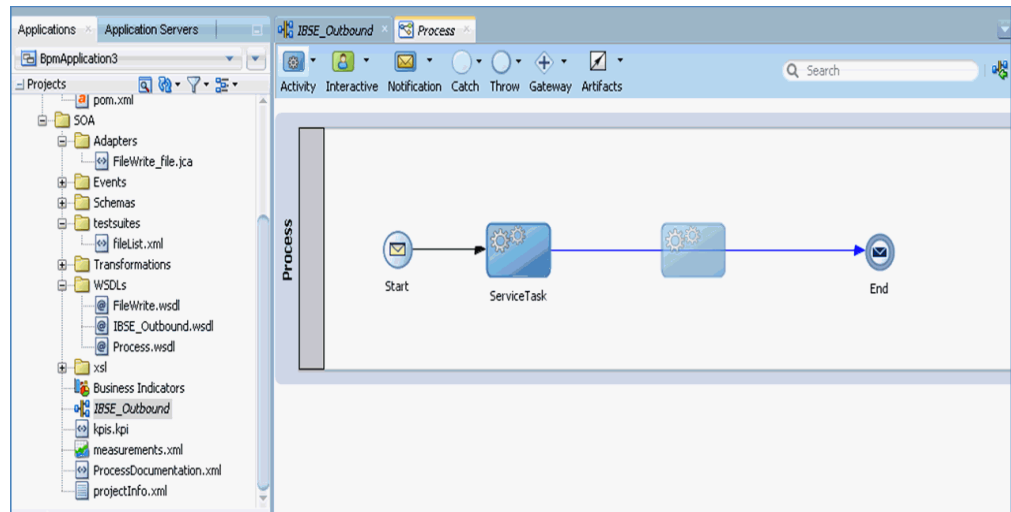 Applications
Application Servers
IBSE_Outbound
Process
BpmApplication3
Activity
Interactive
Notification
Catch
Throw
Gateway
Artifacts
Search
Projects
pom.xml
SOA
Adapters
FileWrite_file.jca
Events
Schemas
testsuites
fileList.xml
Transformations
WSDLs
FileWrite.wsdl
IBSE_Outbound.wsdl
Process.wsdl
xsl
Business Indicators
IBSE_Outbound
kpis.kpi
measurements.xml
ProcessDocumentation.xml
projectInfo.xml
Process
Start
ServiceTask
End